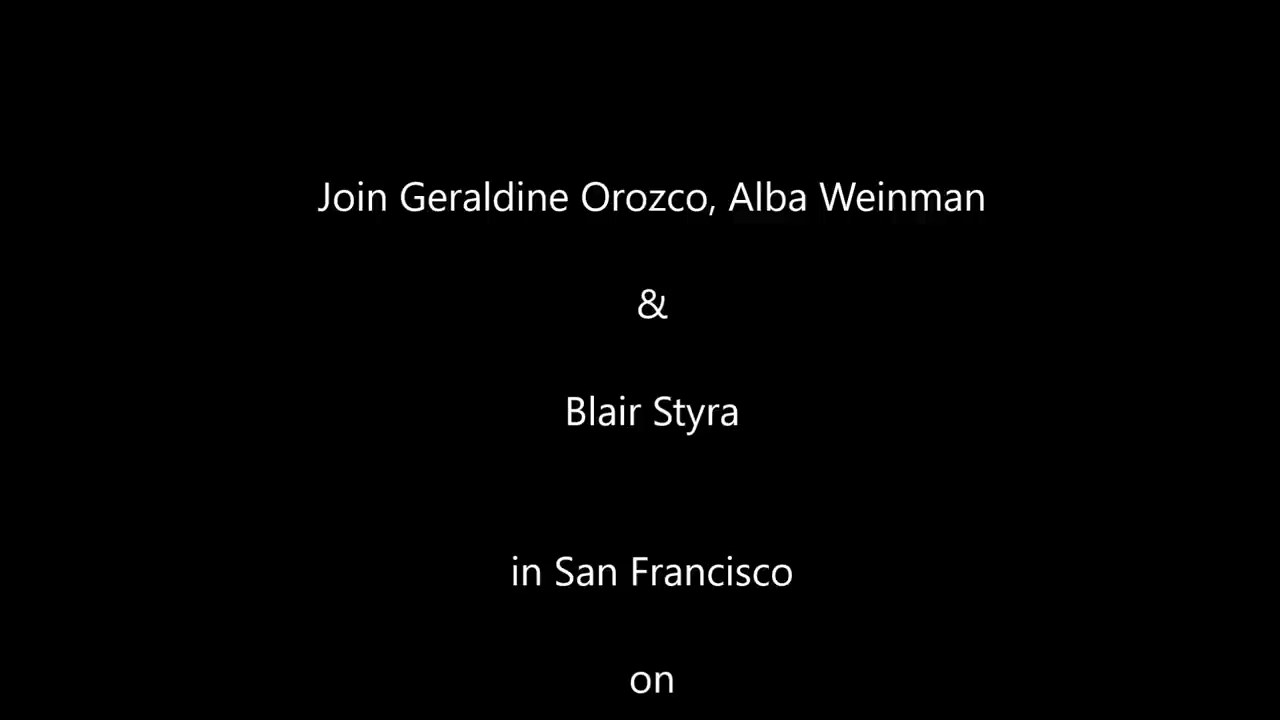 Join Geraldine Orozco, Alba Weinman
&
Blair Styra
in San Francisco
on